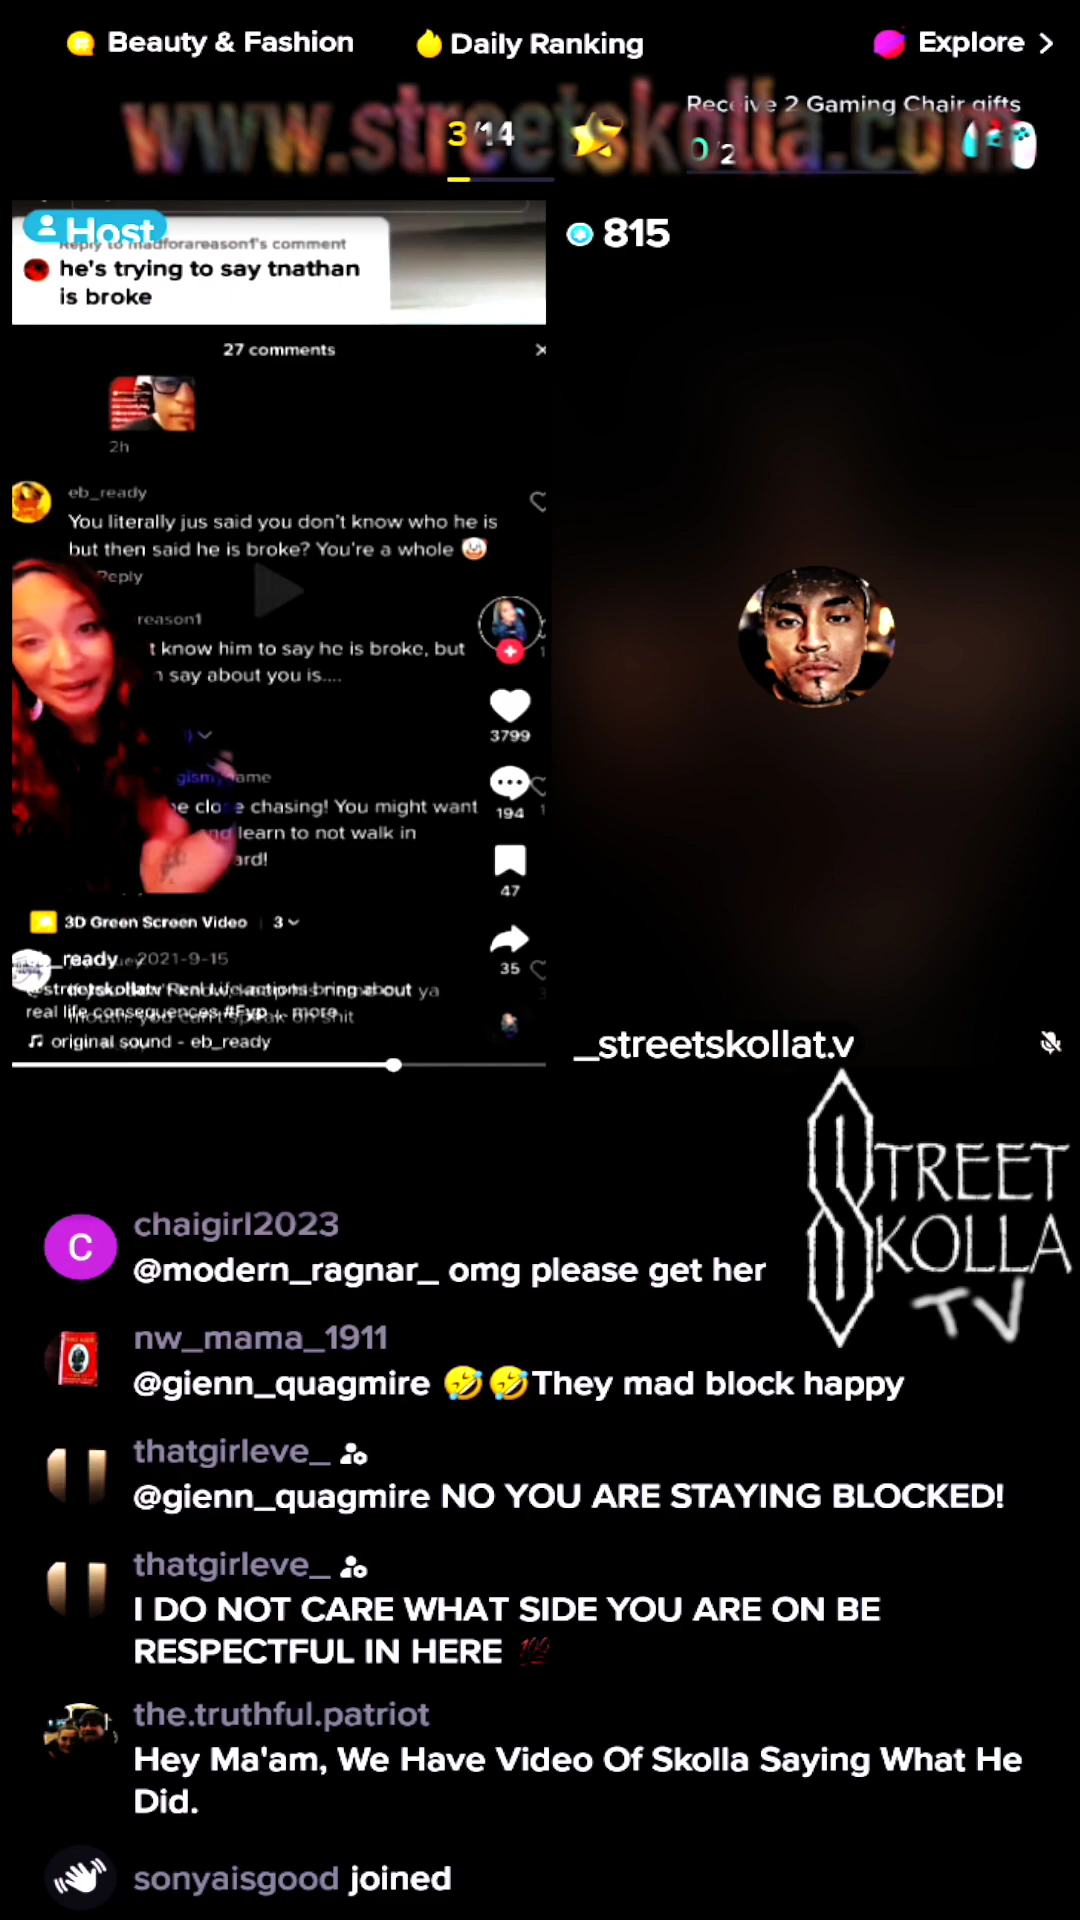 Beauty & Fashion
Daily Ranking
Explore >
www.streetskolla.com
Receive 2 Gaming Chair gifts
3/14
0/2
Host
815
Reply to madforareason1's comment
he's trying to say tnathan
is broke
27 comments
2h
eb_ready
You literally jus said you don't know who he is
but then said he is broke? You're a whole 🤡
Reply
reason1
t know him to say he is broke, but
say about you is....
3799
chasing! You might want
learn to not walk in
194
47
3D Green Screen Video | 3
_ready
2021-9-15
35
@streetskollatv Real Life actions bring about
ya
real life consequences #Fyp ... more
mouth. you can't speak on shit
original sound - eb_ready
_streetskollat.v
STREET
SKOLLA
TV
C
chaigirl2023
@modern_ragnar_ omg please get her
nw_mama_1911
@gienn_quagmire 🤣🤣They mad block happy
thatgirleve_
@gienn_quagmire NO YOU ARE STAYING BLOCKED!
thatgirleve_
I DO NOT CARE WHAT SIDE YOU ARE ON BE
RESPECTFUL IN HERE 💯
the.truthful.patriot
Hey Ma'am, We Have Video Of Skolla Saying What He
Did.
sonyaisgood joined